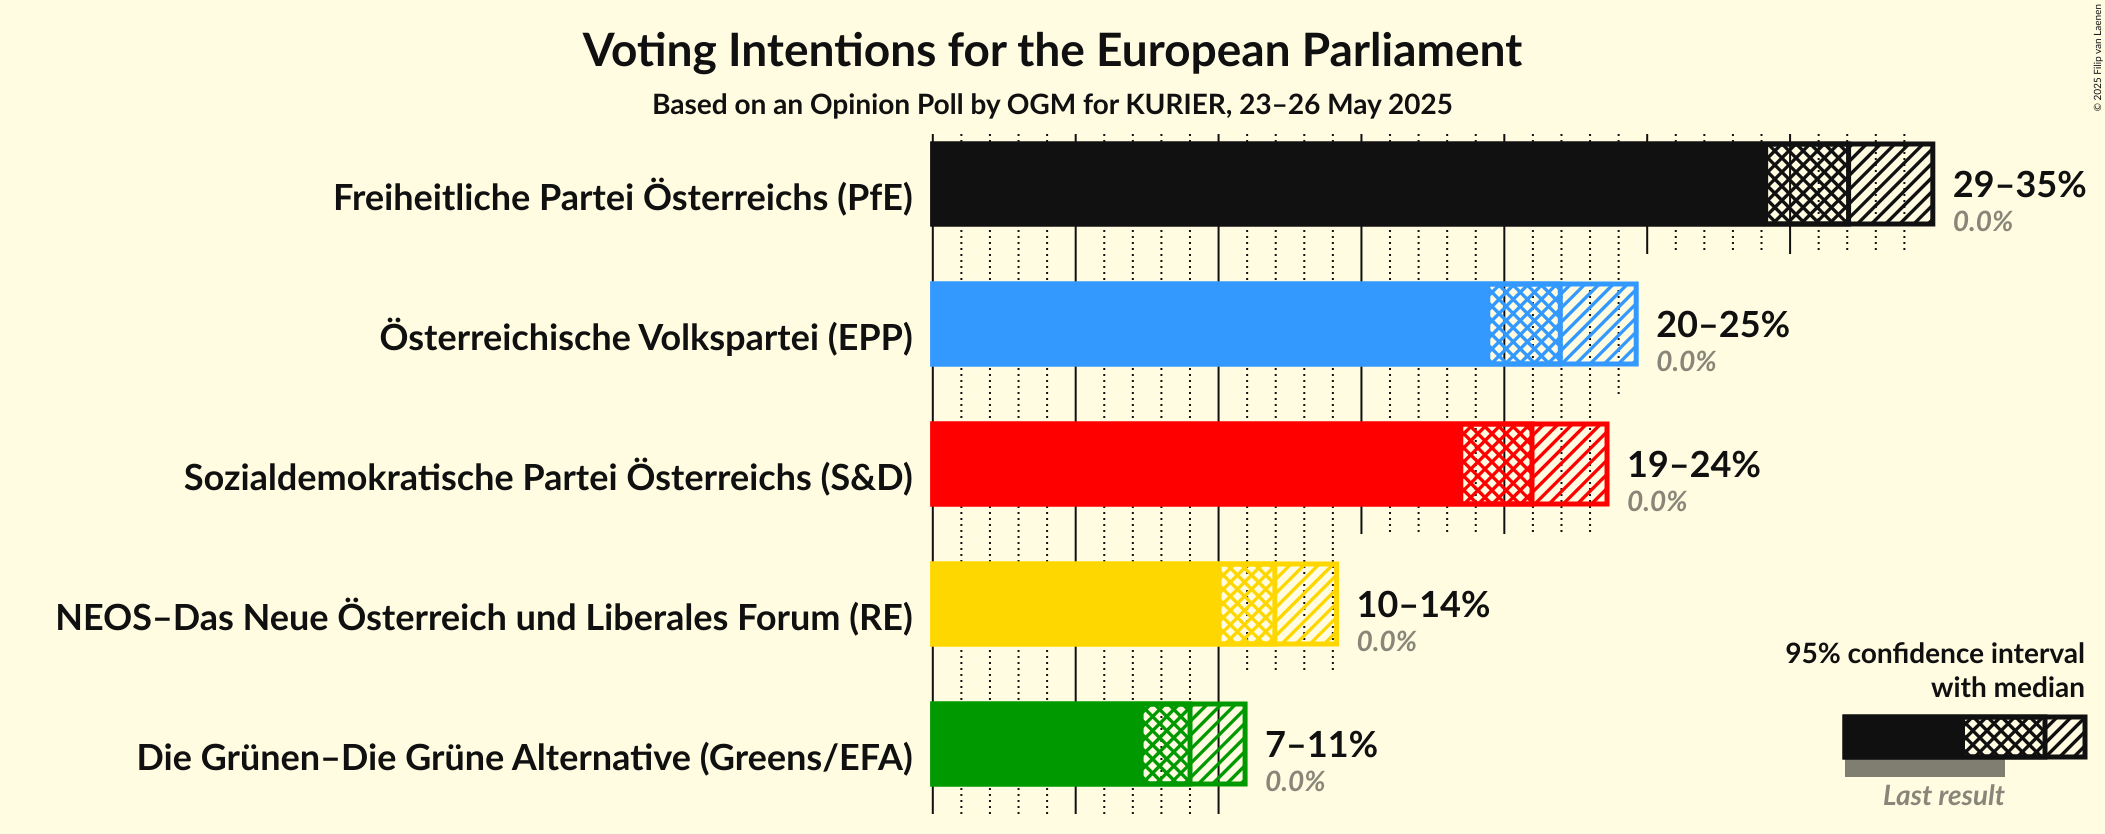 Voting Intentions for the European Parliament
Based on an Opinion Poll by OGM for KURIER, 23–26 May 2025
© 2025 Filip van Laenen
Freiheitliche Partei Österreichs (PfE)
29–35%
0.0%
Österreichische Volkspartei (EPP)
20–25%
0.0%
Sozialdemokratische Partei Österreichs (S&D)
19–24%
0.0%
NEOS–Das Neue Österreich und Liberales Forum (RE)
10–14%
0.0%
Die Grünen–Die Grüne Alternative (Greens/EFA)
7–11%
0.0%
95% confidence interval
with median
Last result